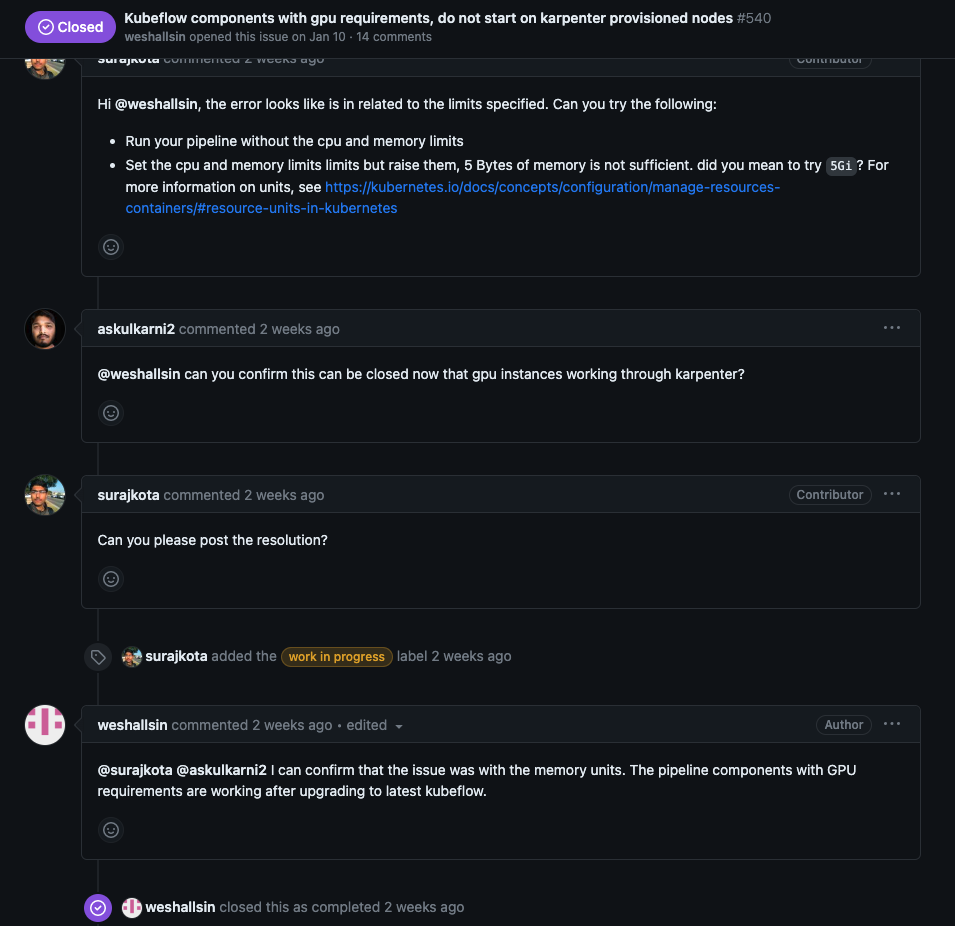 Closed
Kubeflow components with gpu requirements, do not start on karpenter provisioned nodes #540
weshallsin opened this issue on Jan 10 · 14 comments
surajkota commented 2 weeks ago
Contributor
Hi @weshallsin, the error looks like is in related to the limits specified. Can you try the following:
• Run your pipeline without the cpu and memory limits
• Set the cpu and memory limits limits but raise them, 5 Bytes of memory is not sufficient. did you mean to try 5Gi? For
more information on units, see https://kubernetes.io/docs/concepts/configuration/manage-resources-
containers/#resource-units-in-kubernetes
askulkarni2 commented 2 weeks ago
@weshallsin can you confirm this can be closed now that gpu instances working through karpenter?
surajkota commented 2 weeks ago
Contributor
Can you please post the resolution?
surajkota added the work in progress label 2 weeks ago
weshallsin commented 2 weeks ago • edited
Author
@surajkota @askulkarni2 I can confirm that the issue was with the memory units. The pipeline components with GPU
requirements are working after upgrading to latest kubeflow.
weshallsin closed this as completed 2 weeks ago